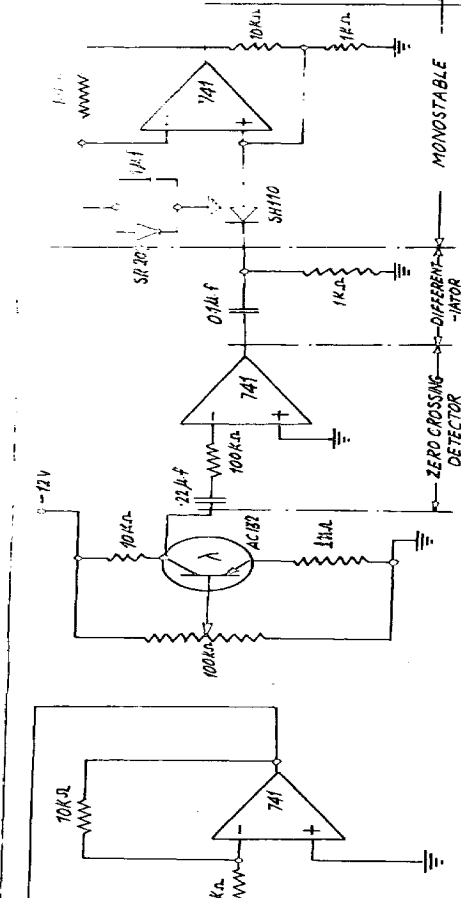 10KΩ
741
-
+
-12V
10KΩ
100KΩ
λ
AC182
1KΩ
.22µf
100KΩ
-
+
741
0.1µf
1KΩ
SH110
741
-
+
10KΩ
1KΩ
ZERO CROSSING
DETECTOR
DIFFERENT
-IATOR
MONOSTABLE